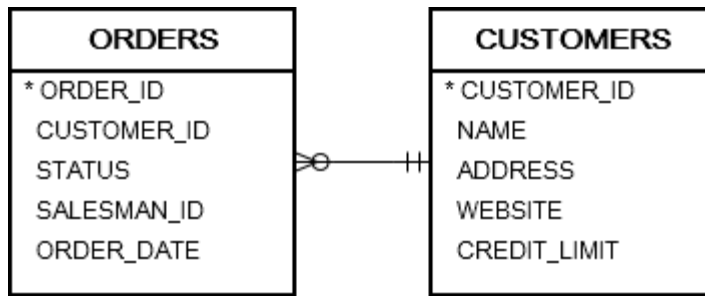 ORDERS
* ORDER_ID
CUSTOMER_ID
STATUS
SALESMAN_ID
ORDER_DATE
CUSTOMERS
* CUSTOMER_ID
NAME
ADDRESS
WEBSITE
CREDIT_LIMIT